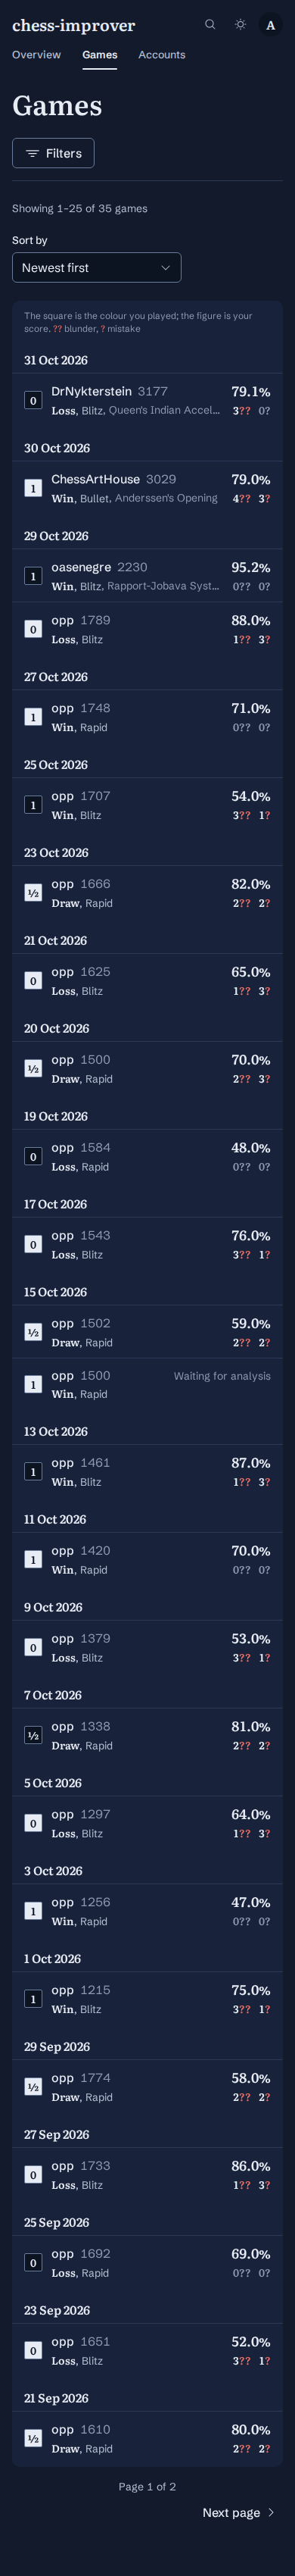 chess-improver
A
Overview Games Accounts
Games
Filters
Showing 1–25 of 35 games
Sort by
Newest first
The square is the colour you played; the figure is your
score. ?? blunder, ? mistake
31 Oct 2026
0 DrNykterstein 3177 79.1%
Loss, Blitz, Queen's Indian Accel... 3?? 0?
30 Oct 2026
1 ChessArtHouse 3029 79.0%
Win, Bullet, Anderssen's Opening 4?? 3?
29 Oct 2026
1 oasenegre 2230 95.2%
Win, Blitz, Rapport-Jobava Syst... 0?? 0?
0 opp 1789 88.0%
Loss, Blitz 1?? 3?
27 Oct 2026
1 opp 1748 71.0%
Win, Rapid 0?? 0?
25 Oct 2026
1 opp 1707 54.0%
Win, Blitz 3?? 1?
23 Oct 2026
½ opp 1666 82.0%
Draw, Rapid 2?? 2?
21 Oct 2026
0 opp 1625 65.0%
Loss, Blitz 1?? 3?
20 Oct 2026
½ opp 1500 70.0%
Draw, Rapid 2?? 3?
19 Oct 2026
0 opp 1584 48.0%
Loss, Rapid 0?? 0?
17 Oct 2026
0 opp 1543 76.0%
Loss, Blitz 3?? 1?
15 Oct 2026
½ opp 1502 59.0%
Draw, Rapid 2?? 2?
1 opp 1500 Waiting for analysis
Win, Rapid
13 Oct 2026
1 opp 1461 87.0%
Win, Blitz 1?? 3?
11 Oct 2026
1 opp 1420 70.0%
Win, Rapid 0?? 0?
9 Oct 2026
0 opp 1379 53.0%
Loss, Blitz 3?? 1?
7 Oct 2026
½ opp 1338 81.0%
Draw, Rapid 2?? 2?
5 Oct 2026
0 opp 1297 64.0%
Loss, Blitz 1?? 3?
3 Oct 2026
1 opp 1256 47.0%
Win, Rapid 0?? 0?
1 Oct 2026
1 opp 1215 75.0%
Win, Blitz 3?? 1?
29 Sep 2026
½ opp 1774 58.0%
Draw, Rapid 2?? 2?
27 Sep 2026
0 opp 1733 86.0%
Loss, Blitz 1?? 3?
25 Sep 2026
0 opp 1692 69.0%
Loss, Rapid 0?? 0?
23 Sep 2026
0 opp 1651 52.0%
Loss, Blitz 3?? 1?
21 Sep 2026
½ opp 1610 80.0%
Draw, Rapid 2?? 2?
Page 1 of 2
Next page